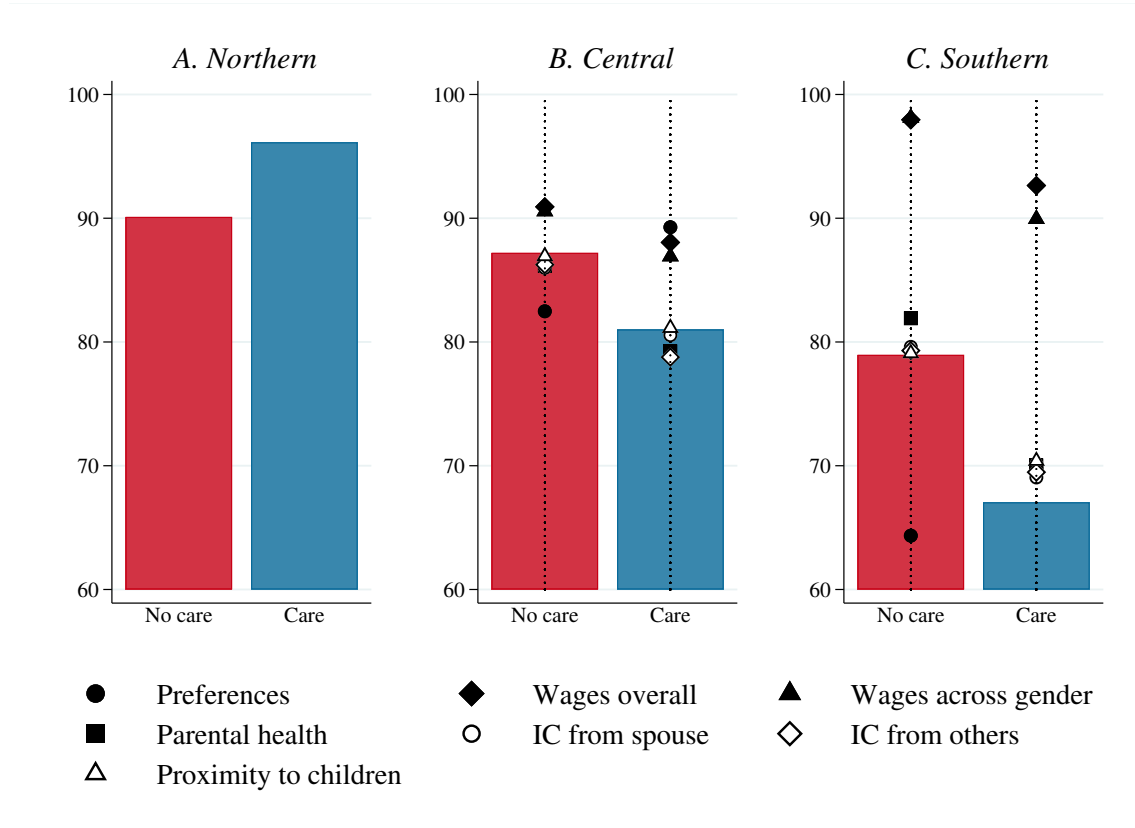 A. Northern
B. Central
C. Southern
100
90
80
70
60
No care
Care
100
90
80
70
60
No care
Care
100
90
80
70
60
No care
Care
Preferences
Wages overall
Wages across gender
Parental health
IC from spouse
IC from others
Proximity to children